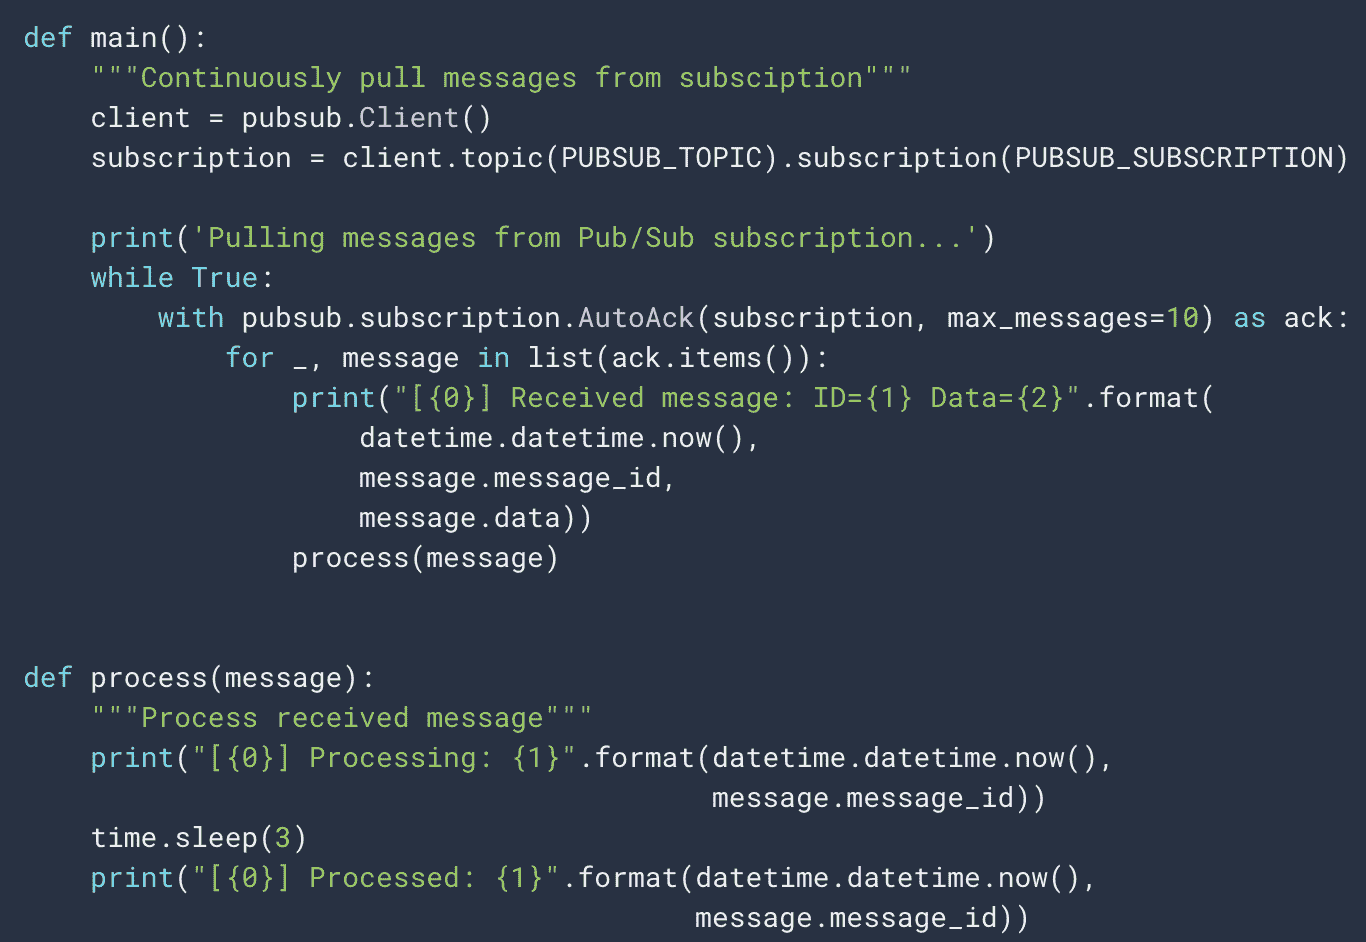 def main():
    """Continuously pull messages from subsciption"""
    client = pubsub.Client()
    subscription = client.topic(PUBSUB_TOPIC).subscription(PUBSUB_SUBSCRIPTION)

    print('Pulling messages from Pub/Sub subscription...')
    while True:
        with pubsub.subscription.AutoAck(subscription, max_messages=10) as ack:
            for _, message in list(ack.items()):
                print("[{0}] Received message: ID={1} Data={2}".format(
                    datetime.datetime.now(),
                    message.message_id,
                    message.data))
                process(message)


def process(message):
    """Process received message"""
    print("[{0}] Processing: {1}".format(datetime.datetime.now(),
                                         message.message_id))
    time.sleep(3)
    print("[{0}] Processed: {1}".format(datetime.datetime.now(),
                                        message.message_id))